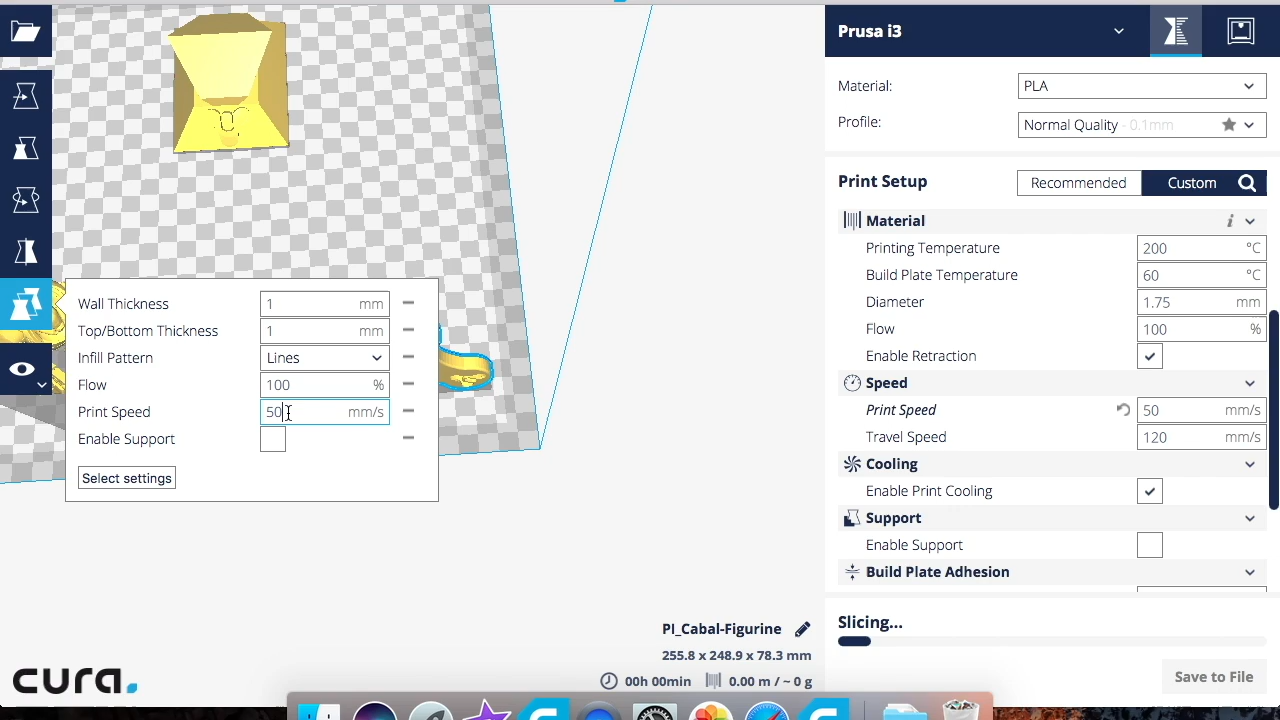 Prusa i3
Material:
PLA
Profile:
Normal Quality - 0.1mm
Print Setup
Recommended
Custom
Material
i
Printing Temperature
200 °C
Build Plate Temperature
60 °C
Diameter
1.75 mm
Flow
100 %
Enable Retraction
Speed
Print Speed
50 mm/s
Travel Speed
120 mm/s
Cooling
Enable Print Cooling
Support
Enable Support
Build Plate Adhesion
Slicing...
Save to File
Wall Thickness
1 mm
Top/Bottom Thickness
1 mm
Infill Pattern
Lines
Flow
100 %
Print Speed
50 mm/s
Enable Support
Select settings
PI_Cabal-Figurine
255.8 x 248.9 x 78.3 mm
00h 00min
0.00 m / ~ 0 g
cura.